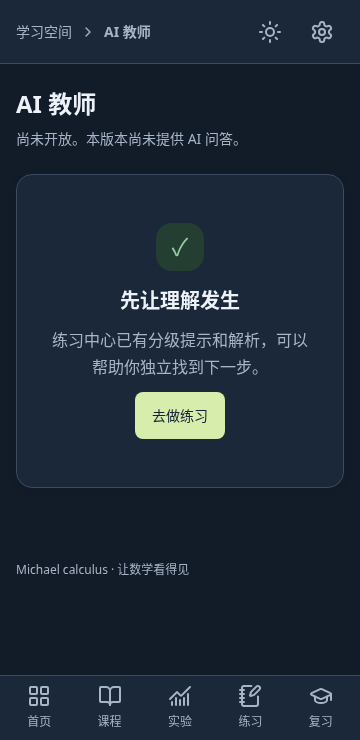 学习空间 > AI 教师
AI 教师
尚未开放。本版本尚未提供 AI 问答。
✓
先让理解发生
练习中心已有分级提示和解析，可以
帮助你独立找到下一步。
去做练习
Michael calculus · 让数学看得见
首页 课程 实验 练习 复习